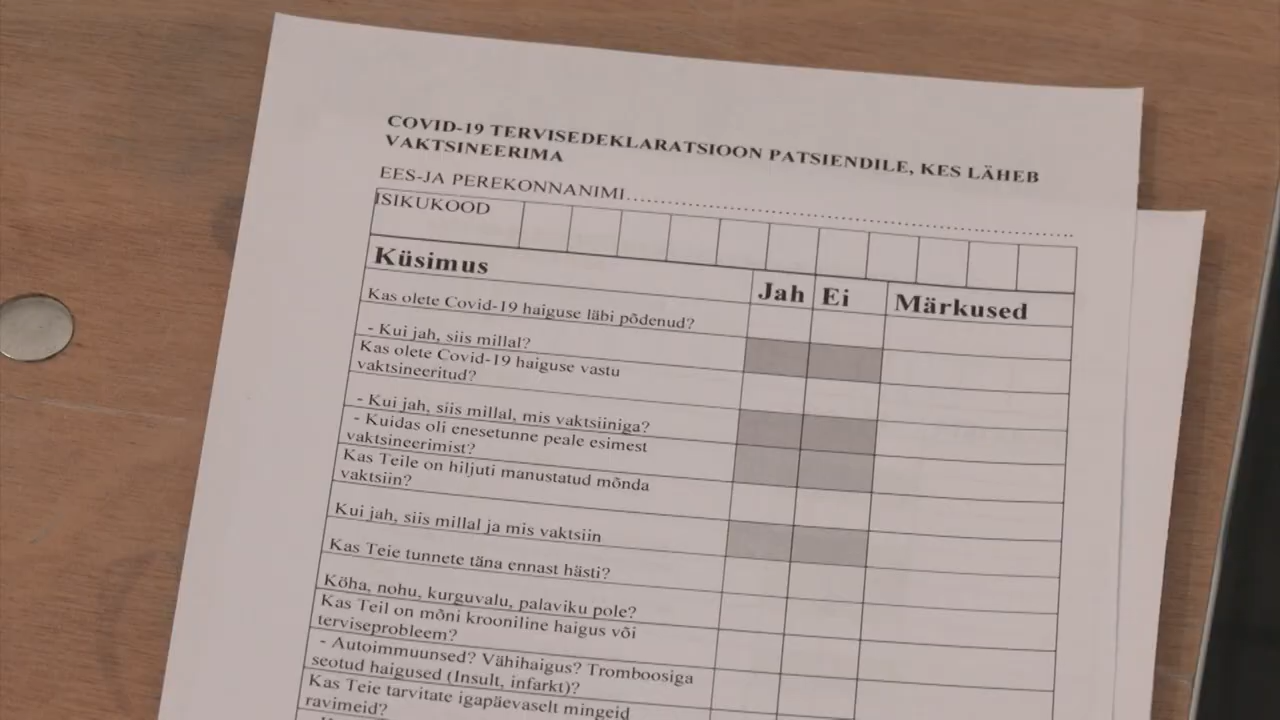 COVID-19 TERVISEDEKLARATSIOON PATSIENDILE, KES LÄHEB
VAKTSINEERIMA
EES-JA PEREKONNANIMI
ISIKUKOOD
Küsimus Jah Ei Märkused
Kas olete Covid-19 haiguse läbi põdenud?
- Kui jah, siis millal?
Kas olete Covid-19 haiguse vastu
vaktsineeritud?
- Kui jah, siis millal, mis vaktsiiniga?
- Kuidas oli enesetunne peale esimest
vaktsineerimist?
Kas Teile on hiljuti manustatud mõnda
vaktsiin?
Kui jah, siis millal ja mis vaktsiin
Kas Teie tunnete täna ennast hästi?
Köha, nohu, kurguvalu, palaviku pole?
Kas Teil on mõni krooniline haigus või
terviseprobleem?
- Autoimmuunsed? Vähihaigus? Tromboosiga
seotud haigused (Insult, infarkt)?
Kas Teie tarvitate igapäevaselt mingeid
ravimeid?